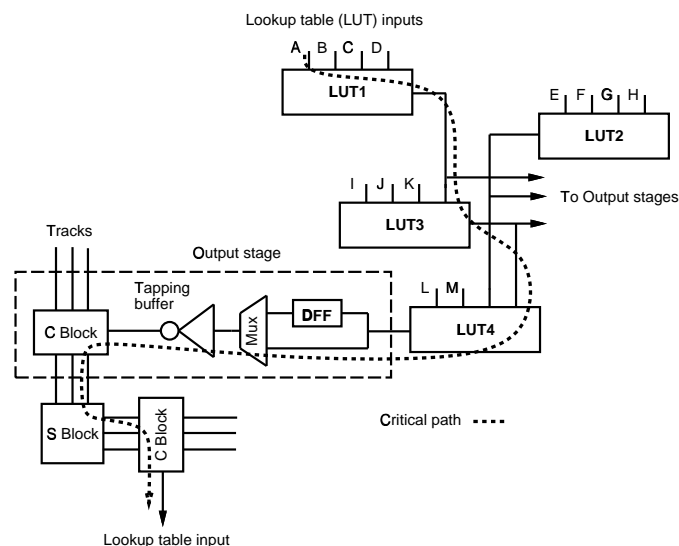 Lookup table (LUT) inputs
A B C D
LUT1
E F G H
LUT2
I J K
To Output stages
LUT3
Tracks
Output stage
Tapping
buffer
L M
DFF
Mux
C Block
LUT4
S Block
C Block
Critical path
Lookup table input